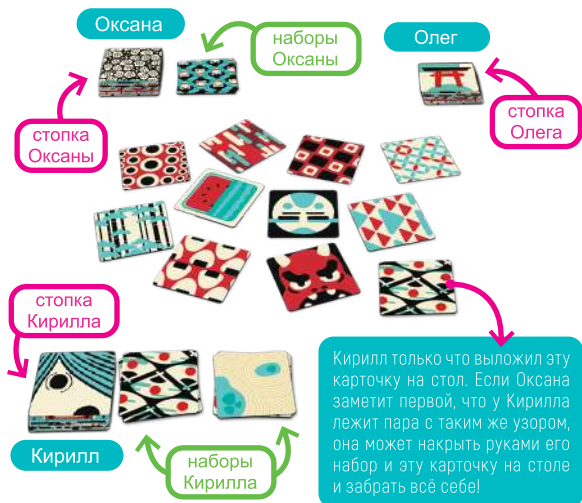 Оксана
наборы
Оксаны
Олег
стопка
Оксаны
стопка
Олега
стопка
Кирилла
Кирилл только что выложил эту
карточку на стол. Если Оксана
заметит первой, что у Кирилла
лежит пара с таким же узором,
она может накрыть руками его
набор и эту карточку на столе
и забрать всё себе!
Кирилл
наборы
Кирилла